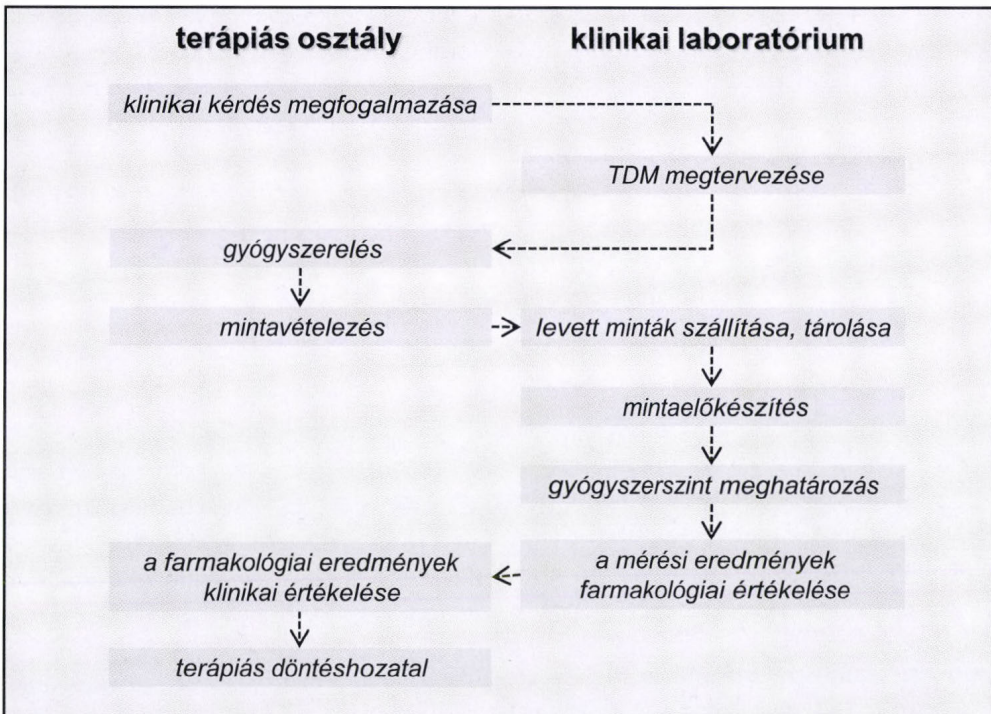 terápiás osztály
klinikai laboratórium
klinikai kérdés megfogalmazása
TDM megtervezése
gyógyszerelés
mintavételezés
levett minták szállítása, tárolása
mintaelőkészítés
gyógyszerszint meghatározás
a mérési eredmények
farmakológiai értékelése
a farmakológiai eredmények
klinikai értékelése
terápiás döntéshozatal